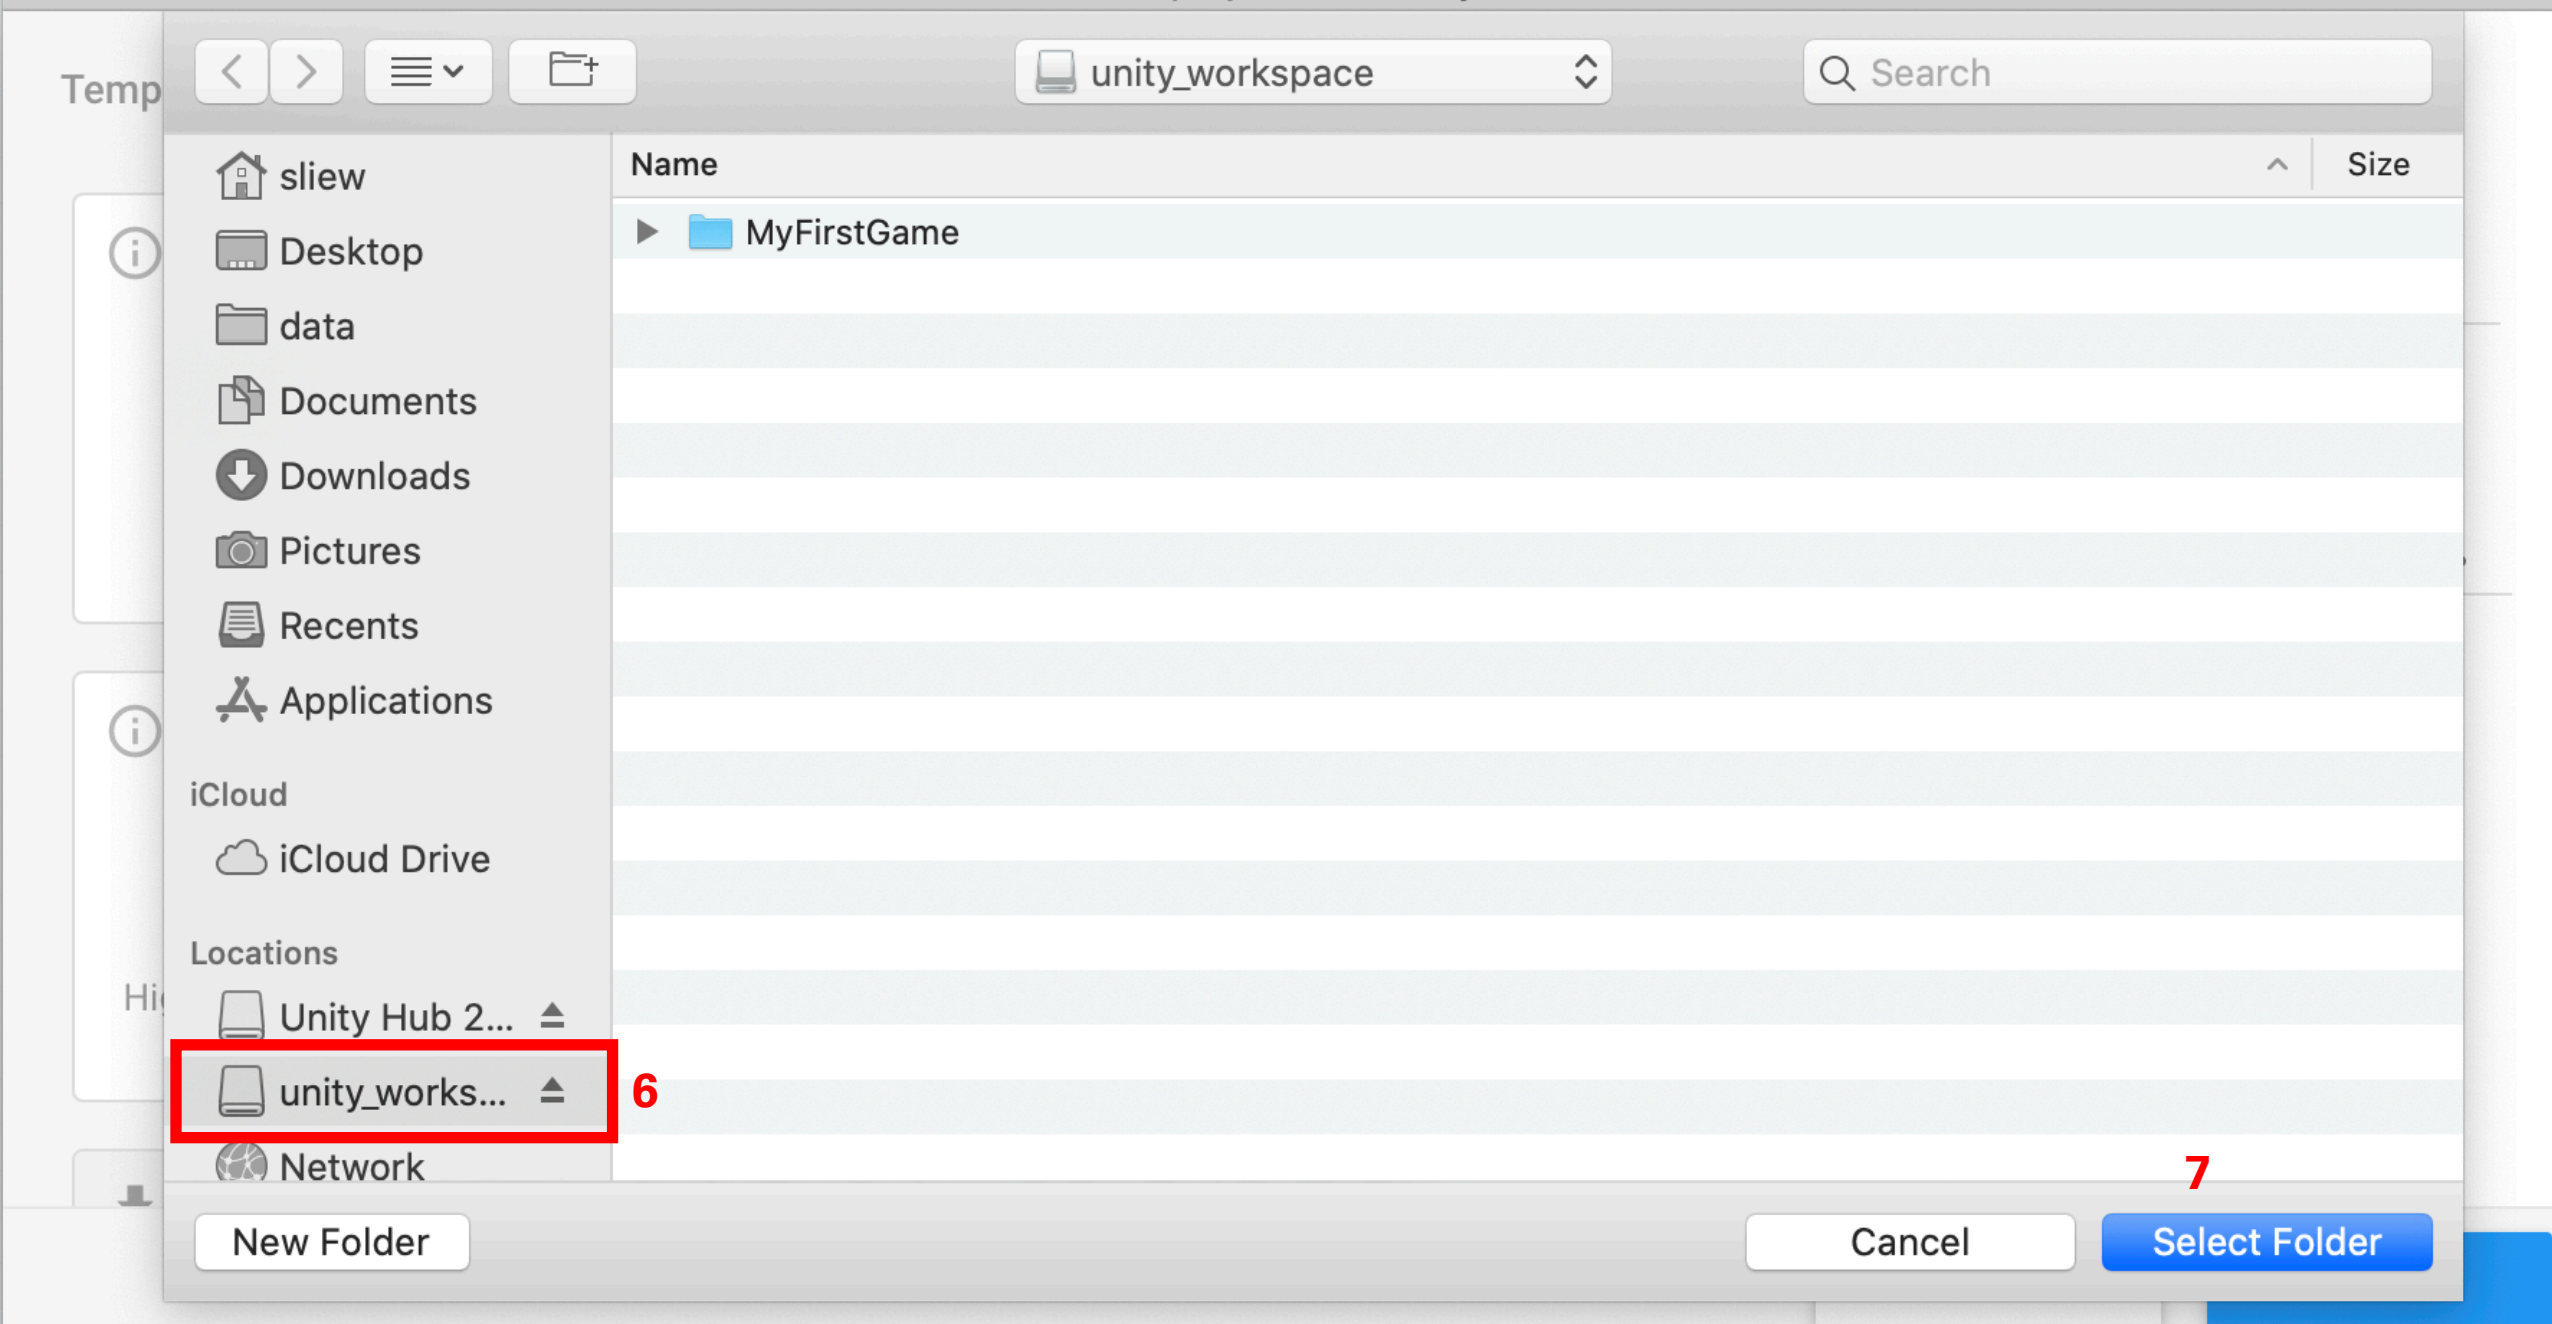 Temp
unity_workspace
Search
sliew
Desktop
data
Documents
Downloads
Pictures
Recents
Applications
iCloud
iCloud Drive
Locations
Unity Hub 2...
unity_works...
6
Network
Name
Size
MyFirstGame
7
New Folder
Cancel
Select Folder